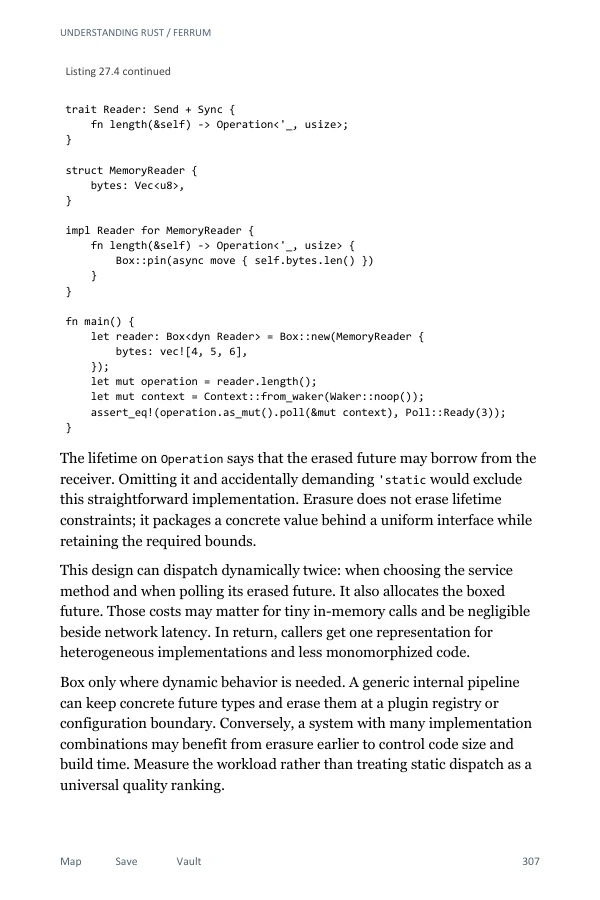 UNDERSTANDING RUST / FERRUM
Listing 27.4 continued
trait Reader: Send + Sync {
    fn length(&self) -> Operation<'_, usize>;
}
struct MemoryReader {
    bytes: Vec<u8>,
}
impl Reader for MemoryReader {
    fn length(&self) -> Operation<'_, usize> {
        Box::pin(async move { self.bytes.len() })
    }
}
fn main() {
    let reader: Box<dyn Reader> = Box::new(MemoryReader {
        bytes: vec![4, 5, 6],
    });
    let mut operation = reader.length();
    let mut context = Context::from_waker(Waker::noop());
    assert_eq!(operation.as_mut().poll(&mut context), Poll::Ready(3));
}
The lifetime on Operation says that the erased future may borrow from the
receiver. Omitting it and accidentally demanding 'static would exclude
this straightforward implementation. Erasure does not erase lifetime
constraints; it packages a concrete value behind a uniform interface while
retaining the required bounds.
This design can dispatch dynamically twice: when choosing the service
method and when polling its erased future. It also allocates the boxed
future. Those costs may matter for tiny in-memory calls and be negligible
beside network latency. In return, callers get one representation for
heterogeneous implementations and less monomorphized code.
Box only where dynamic behavior is needed. A generic internal pipeline
can keep concrete future types and erase them at a plugin registry or
configuration boundary. Conversely, a system with many implementation
combinations may benefit from erasure earlier to control code size and
build time. Measure the workload rather than treating static dispatch as a
universal quality ranking.
Map Save Vault 307